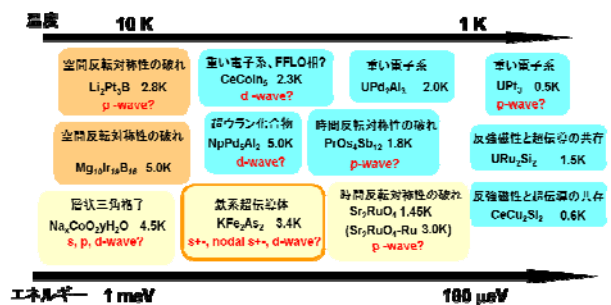 温度 10 K 1 K
空間反転対称性の破れ
Li₂Pt₃B 2.8K
p -wave?
重い電子系、FFLO相?
CeCoIn₅ 2.3K
d -wave?
重い電子系
UPd₂Al₃ 2.0K
重い電子系
UPt₃ 0.5K
p-wave?
空間反転対称性の破れ
Mg₁₀Ir₁₉B₁₆ 5.0K
超ウラン化合物
NpPd₅Al₂ 5.0K
d-wave?
時間反転対称性の破れ
PrOs₄Sb₁₂ 1.8K
p-wave?
反強磁性と超伝導の共存
URu₂Si₂ 1.5K
層状三角格子
NaₓCoO₂yH₂O 4.5K
s, p, d-wave?
鉄系超伝導体
KFe₂As₂ 3.4K
s+-, nodal s+-, d-wave?
時間反転対称性の破れ
Sr₂RuO₄ 1.45K
(Sr₂RuO₄-Ru 3.0K)
p -wave?
反強磁性と超伝導の共存
CeCu₂Si₂ 0.6K
エネルギー 1 meV 100 μeV